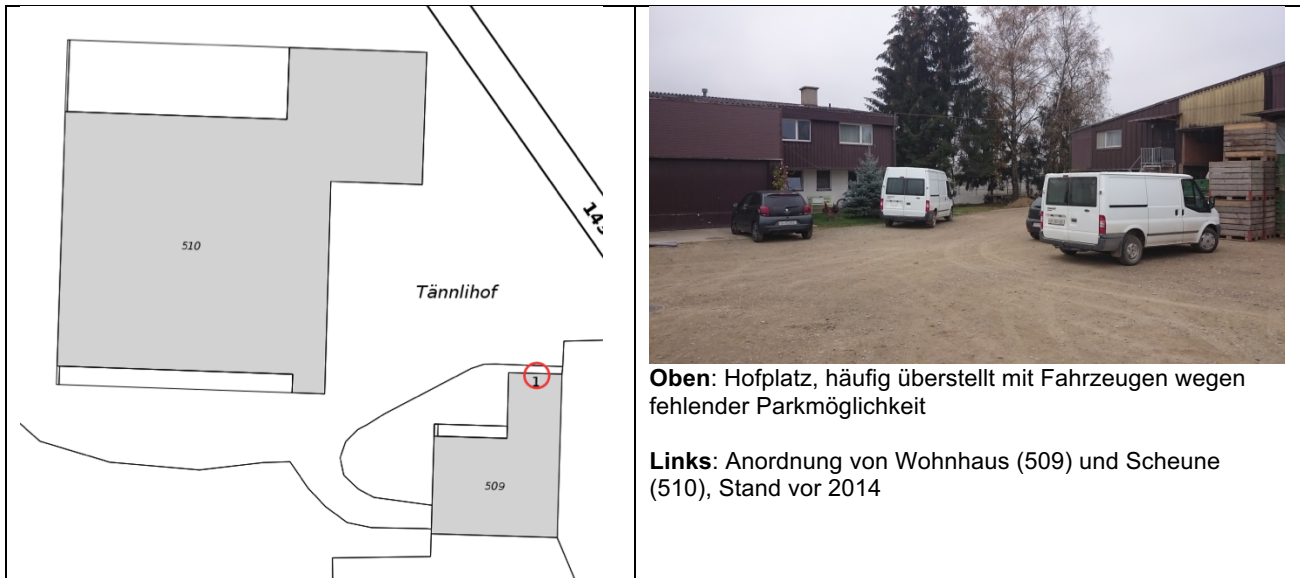 510
Tännlihof
1
509
Oben: Hofplatz, häufig überstellt mit Fahrzeugen wegen
fehlender Parkmöglichkeit
Links: Anordnung von Wohnhaus (509) und Scheune
(510), Stand vor 2014